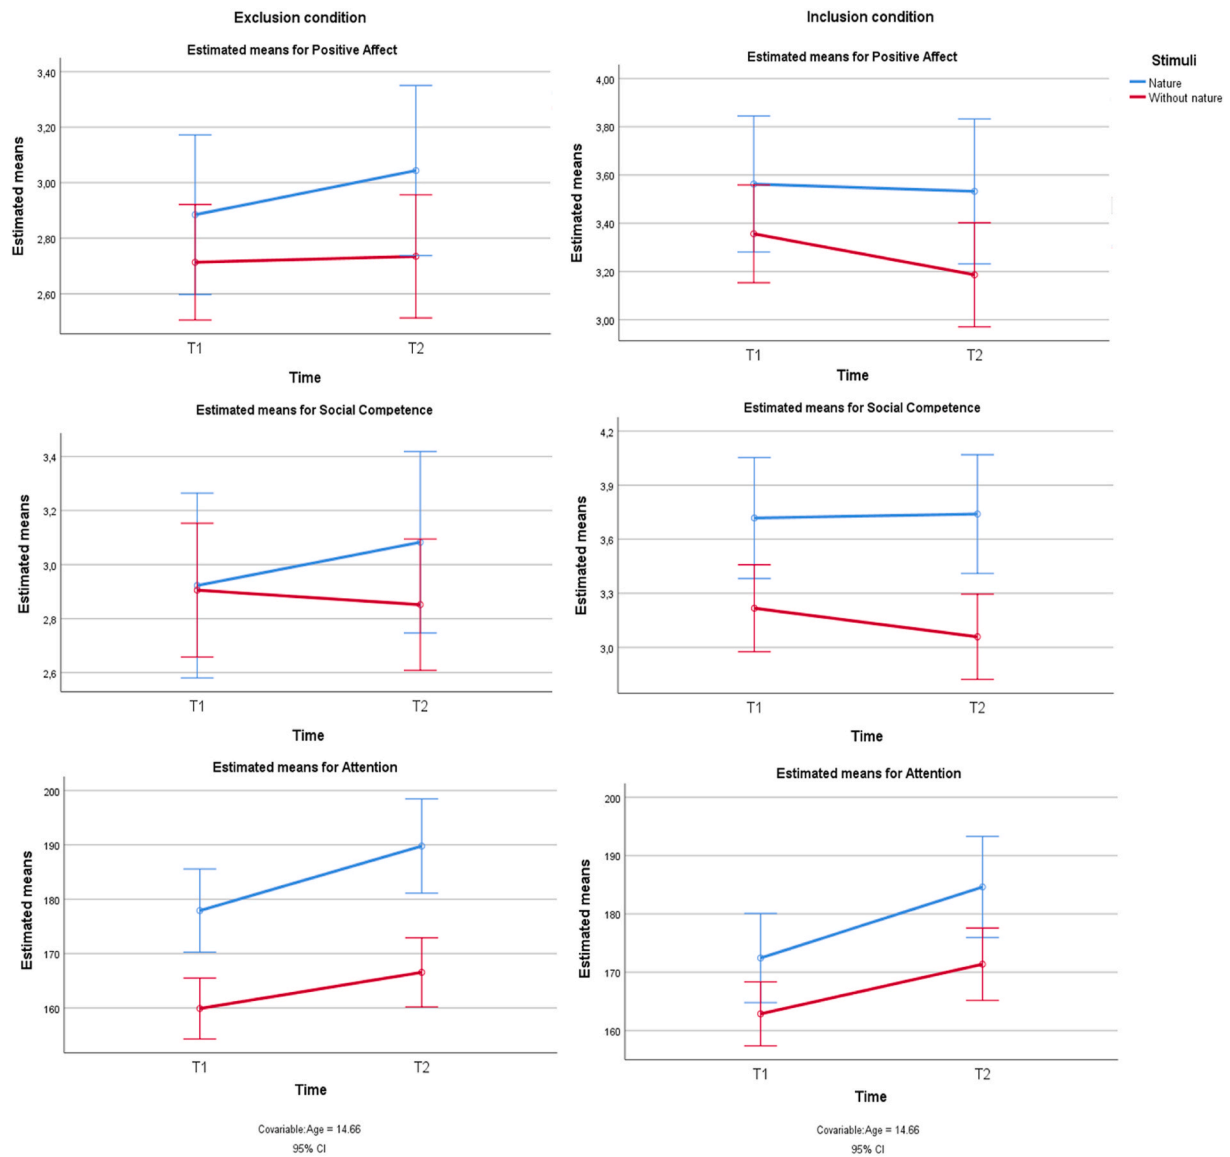 Exclusion condition
Inclusion condition
Stimuli
Nature
Without nature
Estimated means for Positive Affect
Estimated means
3,40
3,20
3,00
2,80
2,60
T1
T2
Time
Estimated means for Positive Affect
Estimated means
4,00
3,80
3,60
3,40
3,20
3,00
T1
T2
Time
Estimated means for Social Competence
Estimated means
3,4
3,2
3,0
2,8
2,6
T1
T2
Time
Estimated means for Social Competence
Estimated means
4,2
3,9
3,6
3,3
3,0
T1
T2
Time
Estimated means for Attention
Estimated means
200
190
180
170
160
T1
T2
Time
Estimated means for Attention
Estimated means
200
190
180
170
160
T1
T2
Time
Covariable:Age = 14.66
95% CI
Covariable:Age = 14.66
95% CI